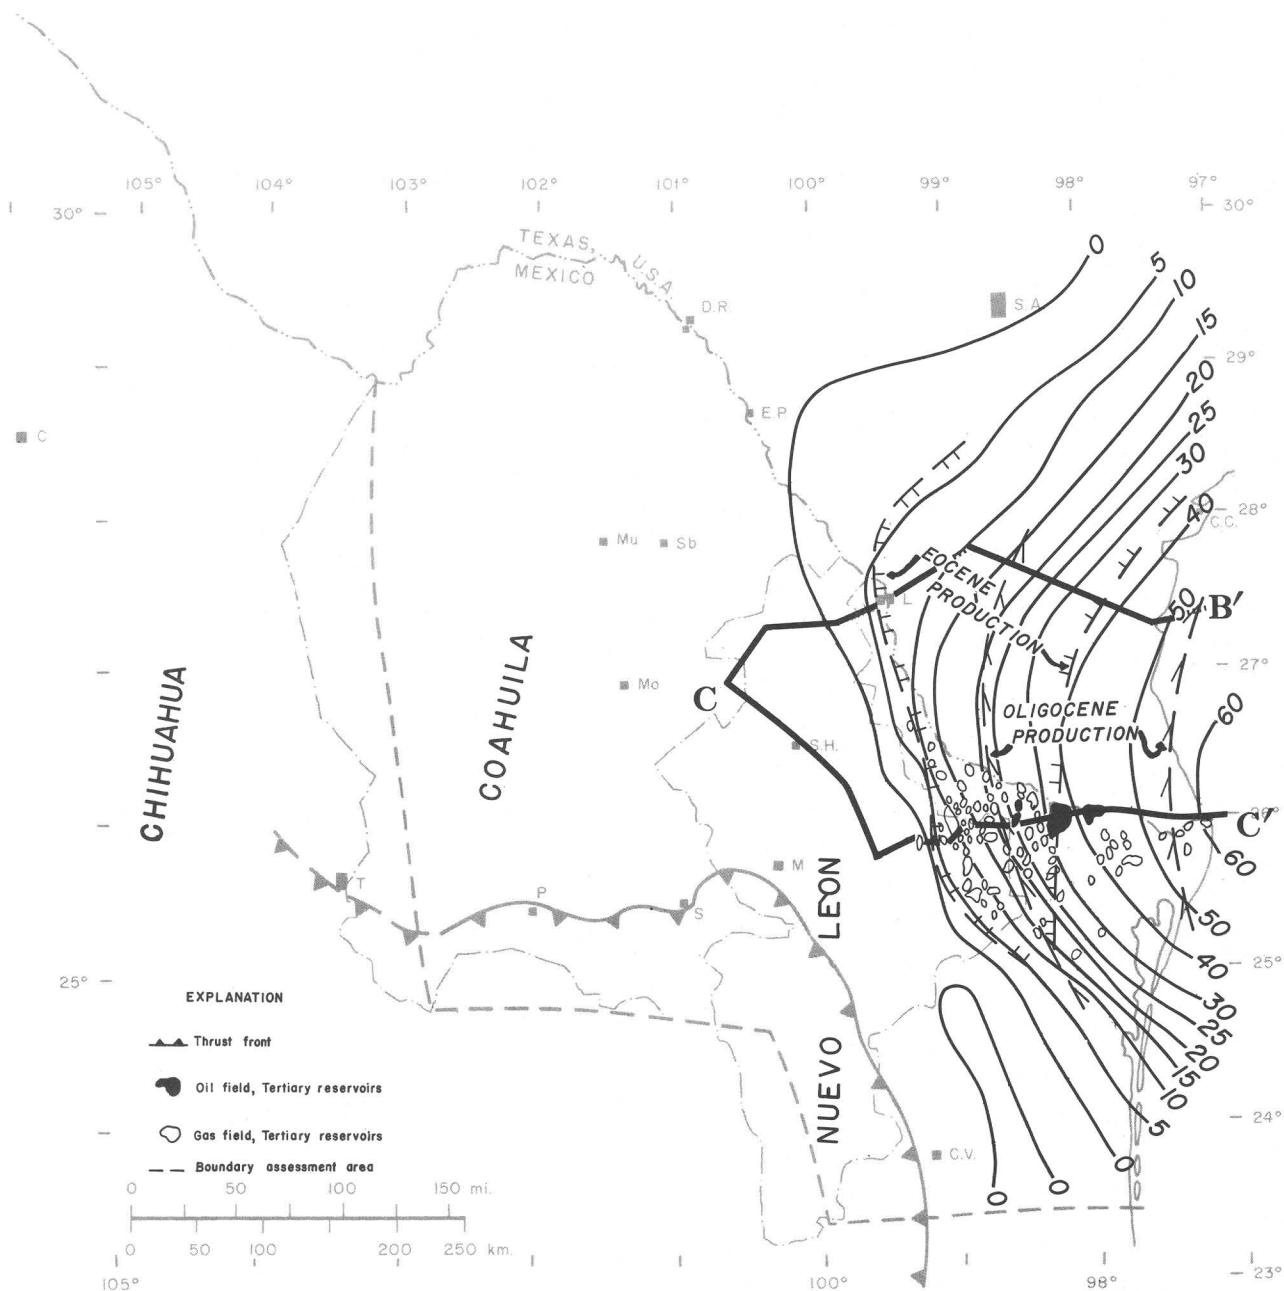 105° 104° 103° 102° 101° 100° 99° 98° 97°
30° 30°
TEXAS, U.S.A.
MEXICO
0
5
10
15
20
25
30
40
50
60
S.A.
D.R.
29°
E.P.
C
28°
C.C.
Mu
Sb
EOCENE
PRODUCTION
L
B'
27°
Mo
C
S.H.
OLIGOCENE
PRODUCTION
CHIHUAHUA
COAHUILA
26°
C'
60
T
P
S
M
NUEVO LEON
50
25° 25°
40
30
25
20
15
10
5
0
0
0
24°
C.V.
EXPLANATION
Thrust front
Oil field, Tertiary reservoirs
Gas field, Tertiary reservoirs
Boundary assessment area
0 50 100 150 mi.
0 50 100 200 250 km.
105° 100° 98°
23°